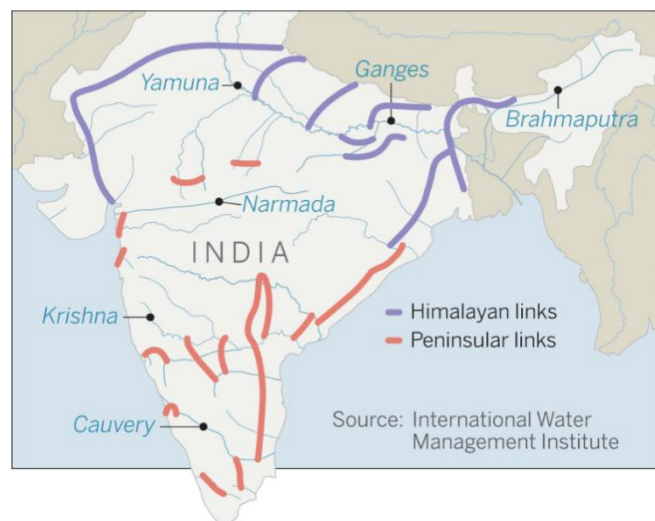 Yamuna
Ganges
Brahmaputra
Narmada
INDIA
Krishna
Himalayan links
Peninsular links
Cauvery
Source: International Water
Management Institute